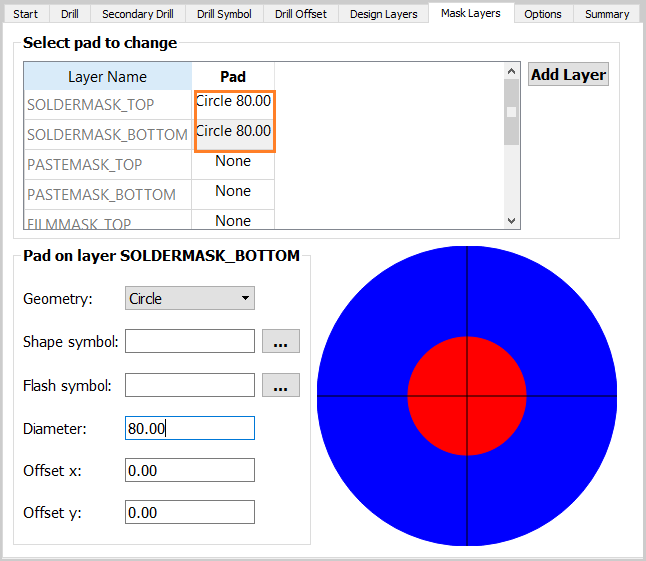 Start Drill Secondary Drill Drill Symbol Drill Offset Design Layers Mask Layers Options Summary
Select pad to change
Layer Name Pad
Add Layer
SOLDERMASK_TOP Circle 80.00
SOLDERMASK_BOTTOM Circle 80.00
PASTEMASK_TOP None
PASTEMASK_BOTTOM None
FILMMASK_TOP None
Pad on layer SOLDERMASK_BOTTOM
Geometry: Circle
Shape symbol: ...
Flash symbol: ...
Diameter: 80.00
Offset x: 0.00
Offset y: 0.00